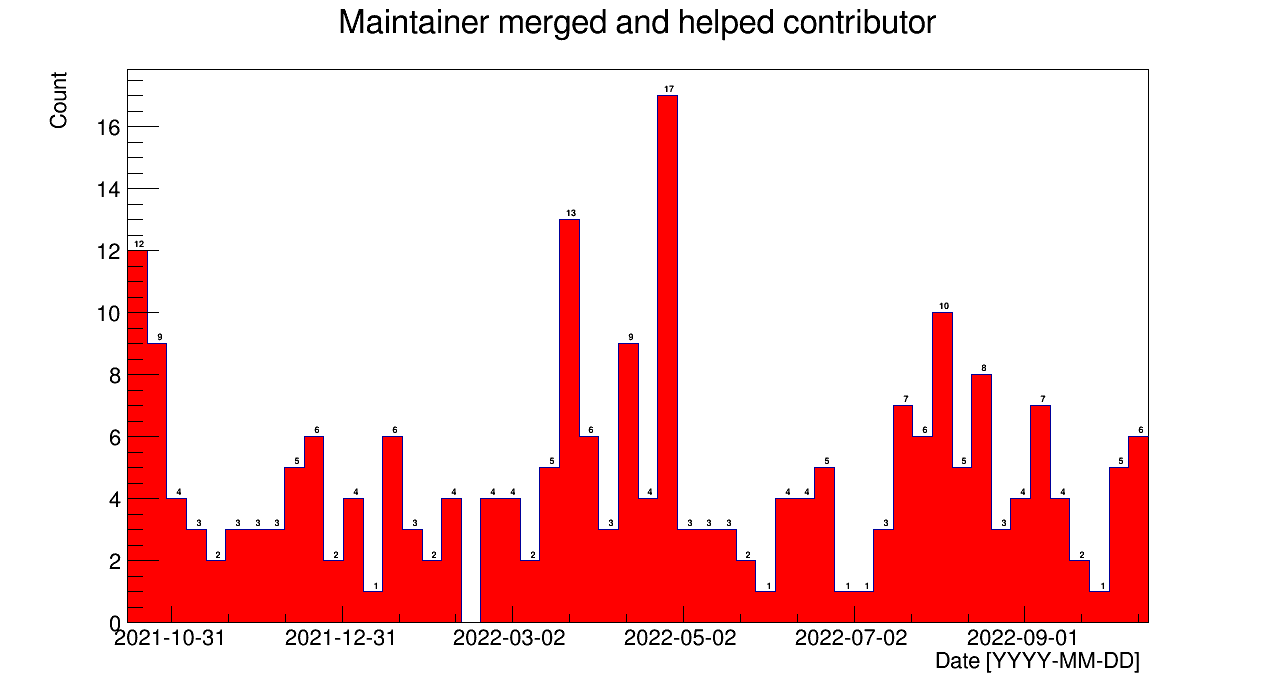 Maintainer merged and helped contributor
Count
16
14
12
10
8
6
4
2
0
12 9 4 3 2 3 3 3 5 6 2 4 1 6 3 2 4 4 4 2 5 13 6 3 9 4 17 3 3 3 2 1 4 4 5 1 1 3 7 6 10 5 8 3 4 7 4 2 1 5 6
2021-10-31 2021-12-31 2022-03-02 2022-05-02 2022-07-02 2022-09-01
Date [YYYY-MM-DD]